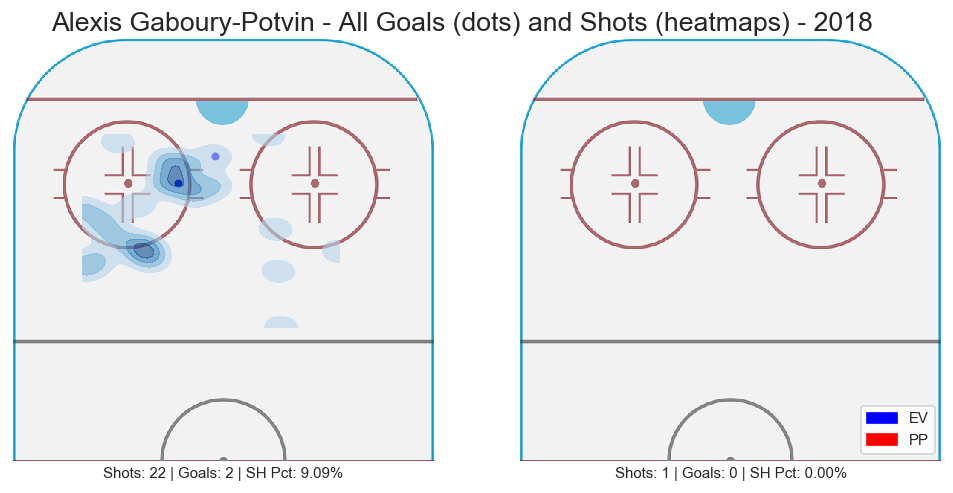 Alexis Gaboury-Potvin - All Goals (dots) and Shots (heatmaps) - 2018
EV
PP
Shots: 22 | Goals: 2 | SH Pct: 9.09%
Shots: 1 | Goals: 0 | SH Pct: 0.00%